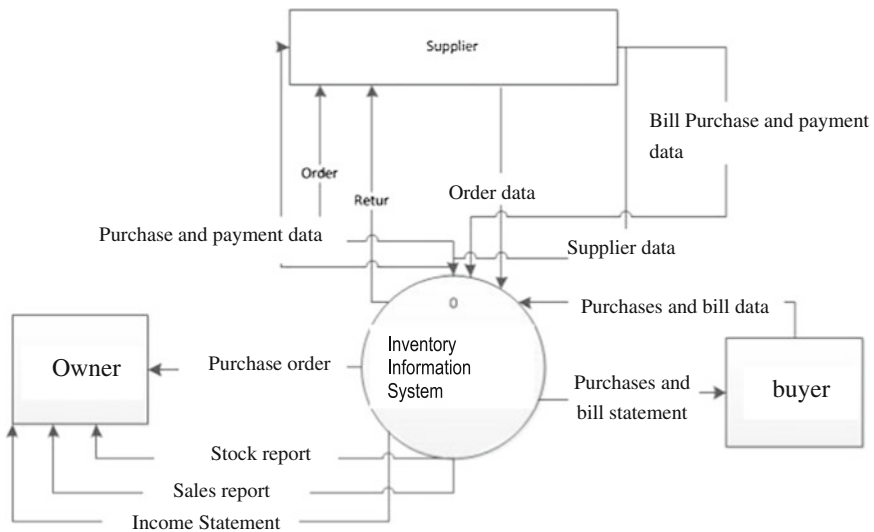 Supplier
Bill Purchase and payment
data
Order
Retur
Order data
Purchase and payment data
Supplier data
0
Purchases and bill data
Inventory
Information
System
Owner
Purchase order
Purchases and
bill statement
buyer
Stock report
Sales report
Income Statement